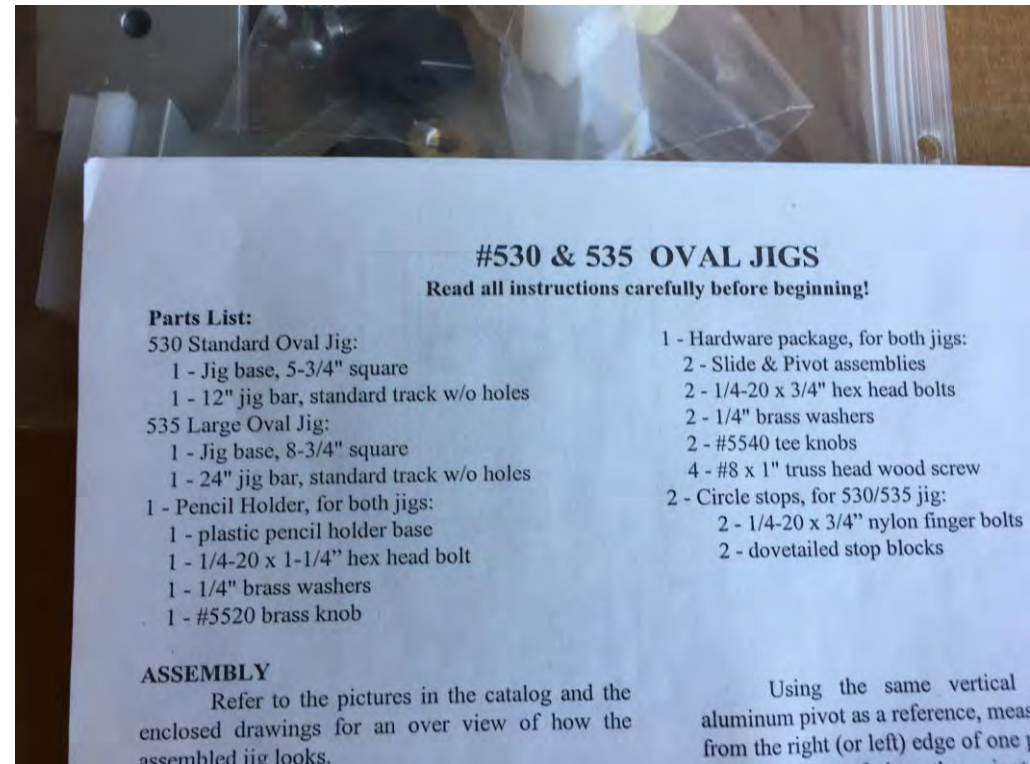 #530 & 535 OVAL JIGS
Read all instructions carefully before beginning!
Parts List:
530 Standard Oval Jig:
1 - Jig base, 5-3/4" square
1 - 12" jig bar, standard track w/o holes
535 Large Oval Jig:
1 - Jig base, 8-3/4" square
1 - 24" jig bar, standard track w/o holes
1 - Pencil Holder, for both jigs:
1 - plastic pencil holder base
1 - 1/4-20 x 1-1/4” hex head bolt
1 - 1/4" brass washers
1 - #5520 brass knob
1 - Hardware package, for both jigs:
2 - Slide & Pivot assemblies
2 - 1/4-20 x 3/4" hex head bolts
2 - 1/4" brass washers
2 - #5540 tee knobs
4 - #8 x 1" truss head wood screw
2 - Circle stops, for 530/535 jig:
2 - 1/4-20 x 3/4” nylon finger bolts
2 - dovetailed stop blocks
ASSEMBLY
Refer to the pictures in the catalog and the
enclosed drawings for an over view of how the
assembled jig looks.
Using the same vertical
aluminum pivot as a reference,
from the right (or left) edge of one